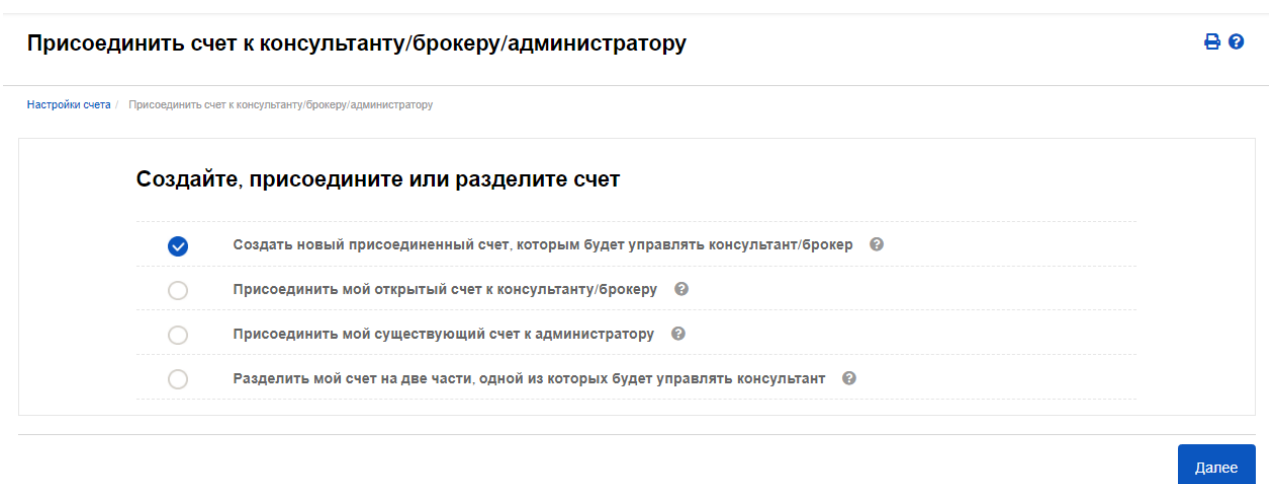 Присоединить счет к консультанту/брокеру/администратору
Настройки счета / Присоединить счет к консультанту/брокеру/администратору
Создайте, присоедините или разделите счет
Создать новый присоединенный счет, которым будет управлять консультант/брокер
Присоединить мой открытый счет к консультанту/брокеру
Присоединить мой существующий счет к администратору
Разделить мой счет на две части, одной из которых будет управлять консультант
Далее